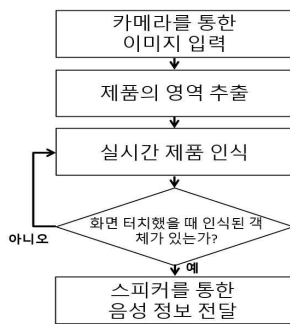 카메라를 통한
이미지 입력
제품의 영역 추출
실시간 제품 인식
화면 터치했을 때 인식된 객
체가 있는가?
아니오
예
스피커를 통한
음성 정보 전달